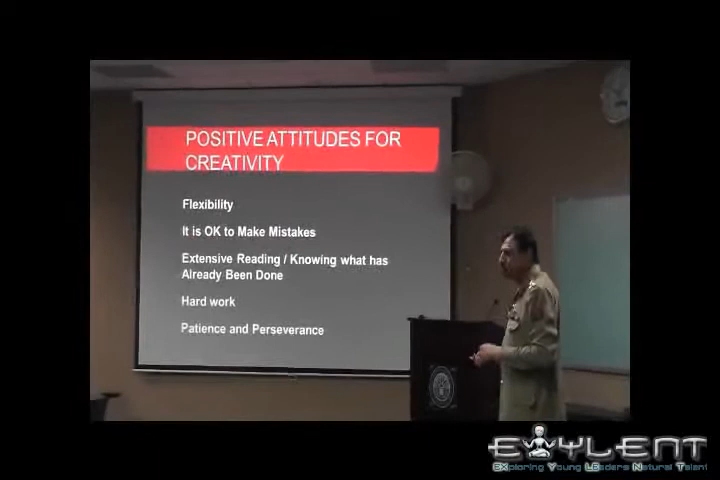 POSITIVE ATTITUDES FOR
CREATIVITY
Flexibility
It is OK to Make Mistakes
Extensive Reading / Knowing what has
Already Been Done
Hard work
Patience and Perseverance
EXYLENT
EXploring Young LEaders Natural Talent